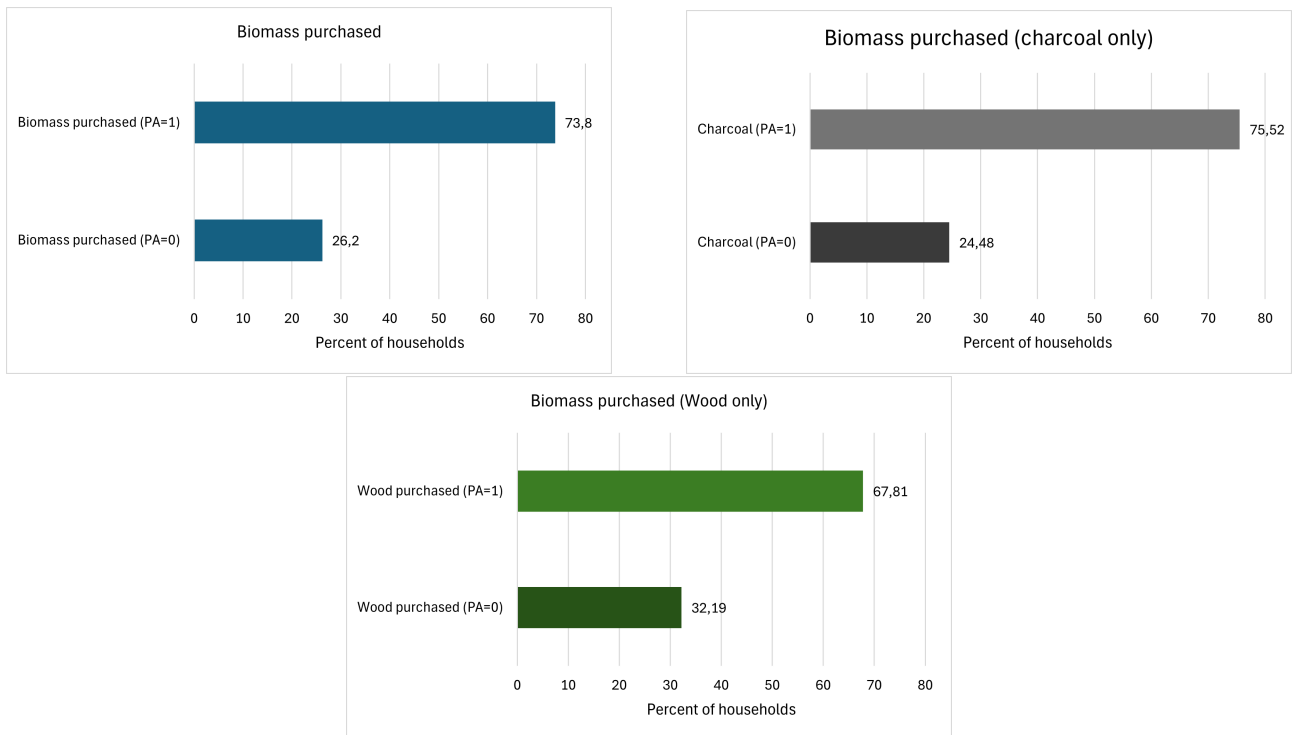 Biomass purchased
Biomass purchased (PA=1)
73,8
Biomass purchased (PA=0)
26,2
0 10 20 30 40 50 60 70 80
Percent of households
Biomass purchased (charcoal only)
Charcoal (PA=1)
75,52
Charcoal (PA=0)
24,48
0 10 20 30 40 50 60 70 80
Percent of households
Biomass purchased (Wood only)
Wood purchased (PA=1)
67,81
Wood purchased (PA=0)
32,19
0 10 20 30 40 50 60 70 80
Percent of households